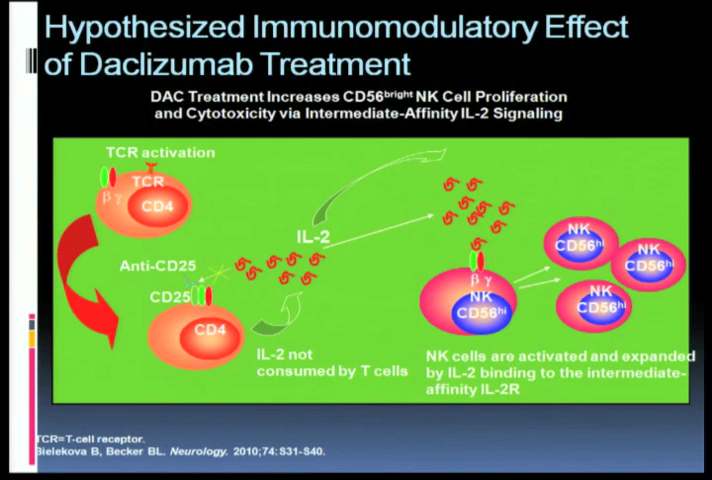 Hypothesized Immunomodulatory Effect
of Daclizumab Treatment
DAC Treatment Increases CD56bright NK Cell Proliferation
and Cytotoxicity via Intermediate-Affinity IL-2 Signaling
TCR activation
TCR
β γ
CD4
IL-2
Anti-CD25
CD25
CD4
IL-2 not
consumed by T cells
β γ
NK
CD56hi
NK
CD56hi
NK
CD56hi
NK
CD56hi
NK cells are activated and expanded
by IL-2 binding to the intermediate-
affinity IL-2R
TCR=T-cell receptor.
Bielekova B, Becker BL. Neurology. 2010;74:S31-S40.